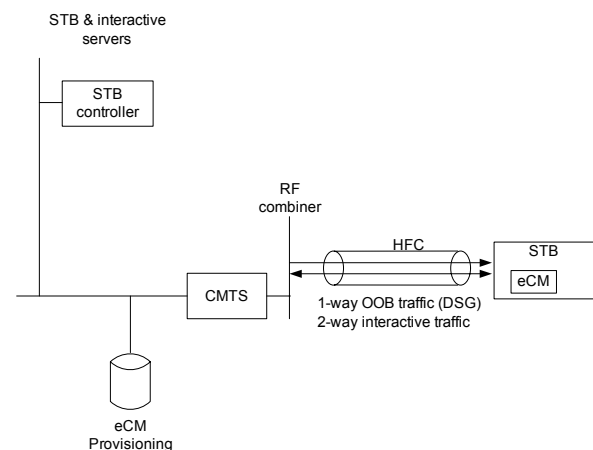 STB & interactive
servers
STB
controller
RF
combiner
HFC
STB
eCM
CMTS
1-way OOB traffic (DSG)
2-way interactive traffic
eCM
Provisioning